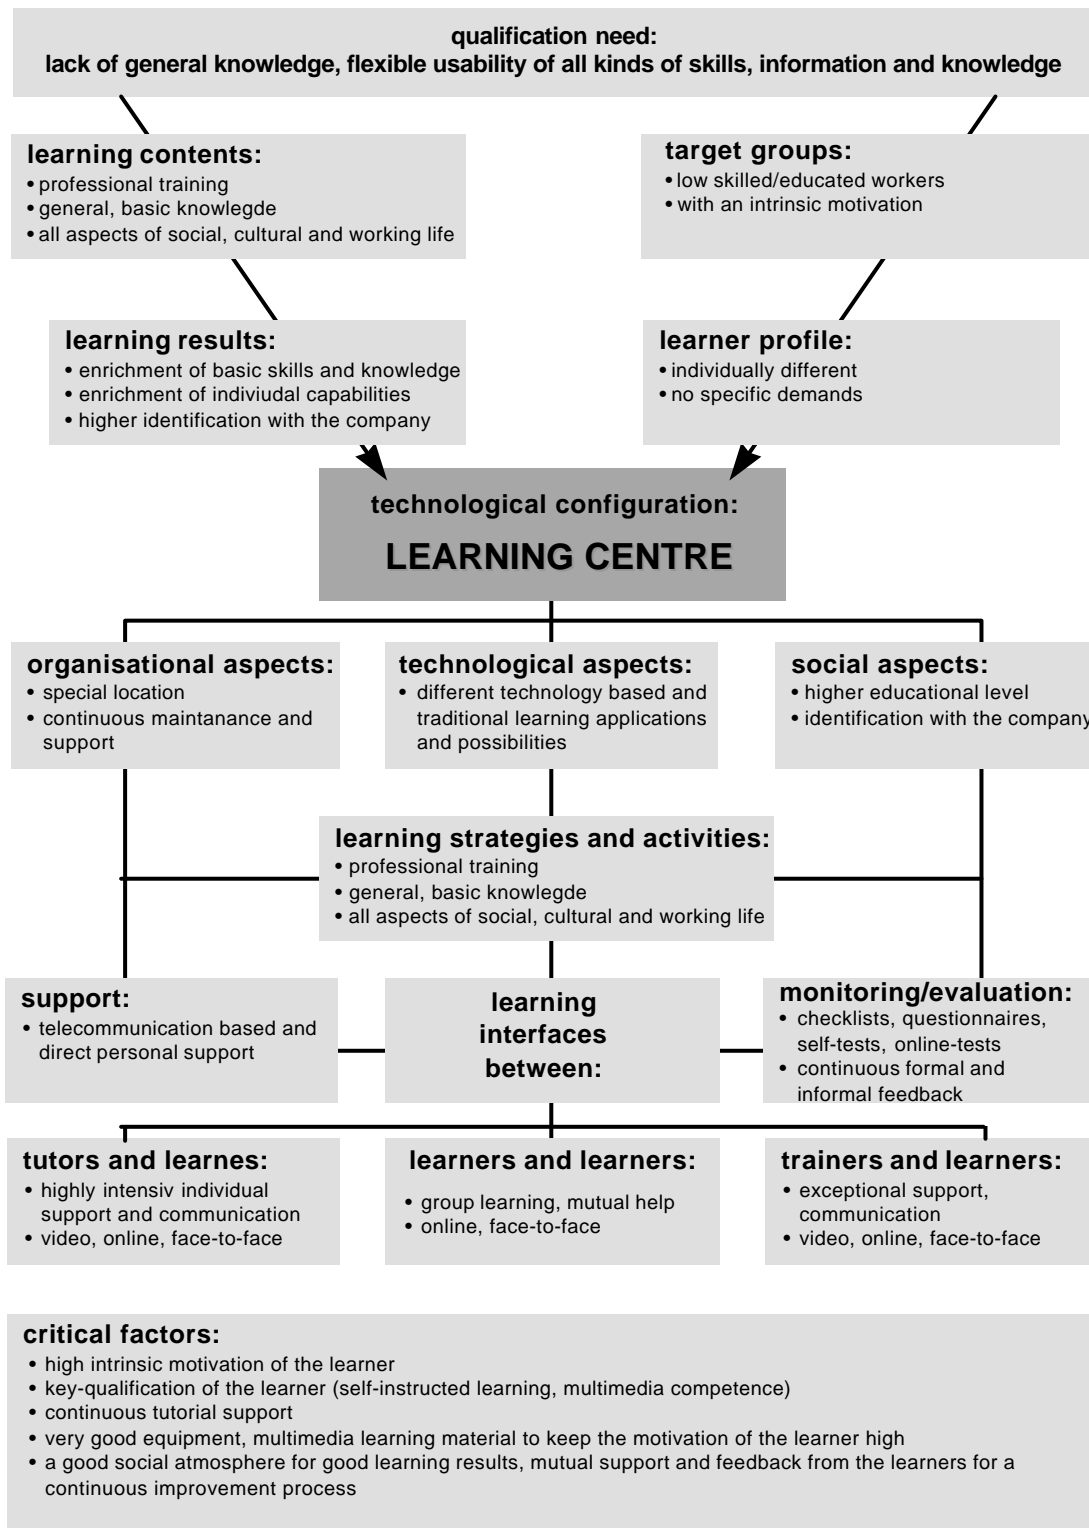 qualification need:
lack of general knowledge, flexible usability of all kinds of skills, information and knowledge
learning contents:
• professional training
• general, basic knowlegde
• all aspects of social, cultural and working life
target groups:
• low skilled/educated workers
• with an intrinsic motivation
learning results:
• enrichment of basic skills and knowledge
• enrichment of indiviudal capabilities
• higher identification with the company
learner profile:
• individually different
• no specific demands
technological configuration:
LEARNING CENTRE
organisational aspects:
• special location
• continuous maintanance and
support
technological aspects:
• different technology based and
traditional learning applications
and possibilities
social aspects:
• higher educational level
• identification with the company
learning strategies and activities:
• professional training
• general, basic knowlegde
• all aspects of social, cultural and working life
support:
• telecommunication based and
direct personal support
learning
interfaces
between:
monitoring/evaluation:
• checklists, questionnaires,
self-tests, online-tests
• continuous formal and
informal feedback
tutors and learnes:
• highly intensiv individual
support and communication
• video, online, face-to-face
learners and learners:
• group learning, mutual help
• online, face-to-face
trainers and learners:
• exceptional support,
communication
• video, online, face-to-face
critical factors:
• high intrinsic motivation of the learner
• key-qualification of the learner (self-instructed learning, multimedia competence)
• continuous tutorial support
• very good equipment, multimedia learning material to keep the motivation of the learner high
• a good social atmosphere for good learning results, mutual support and feedback from the learners for a
continuous improvement process